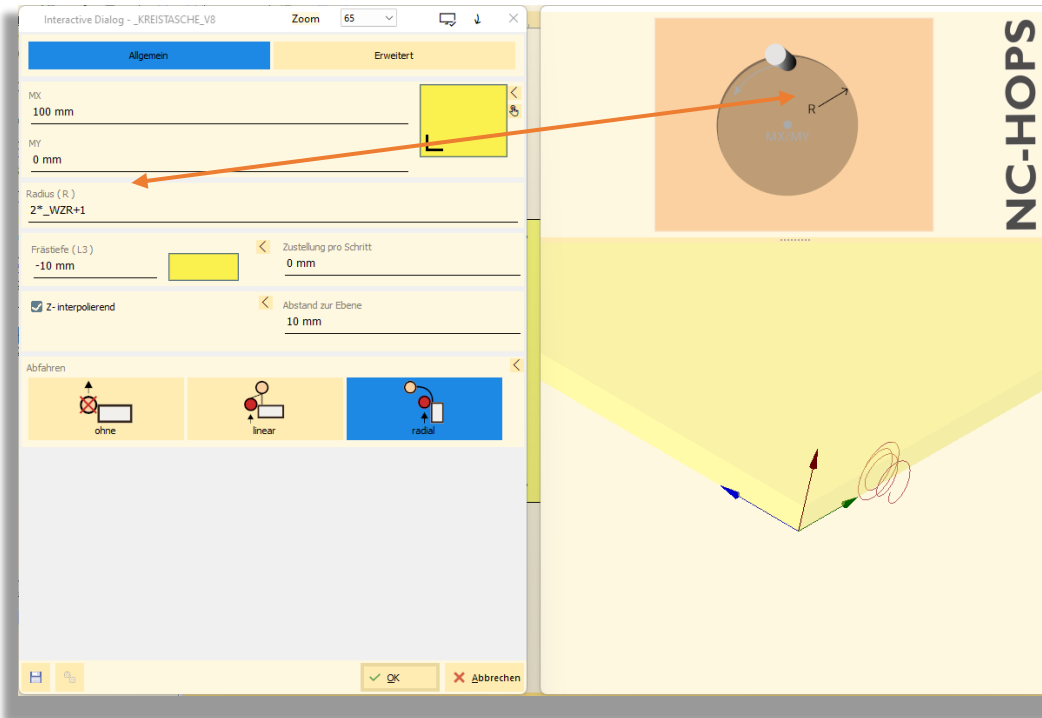 Interactive Dialog - _KREISTASCHE_V8
Zoom
65
Allgemein
Erweitert
MX
100 mm
MY
0 mm
Radius ( R )
2*_WZR+1
Frästiefe ( L3 )
-10 mm
Zustellung pro Schritt
0 mm
Z- interpolierend
Abstand zur Ebene
10 mm
Abfahren
ohne
linear
radial
OK
Abbrechen
R
MX/MY
NC-HOPS